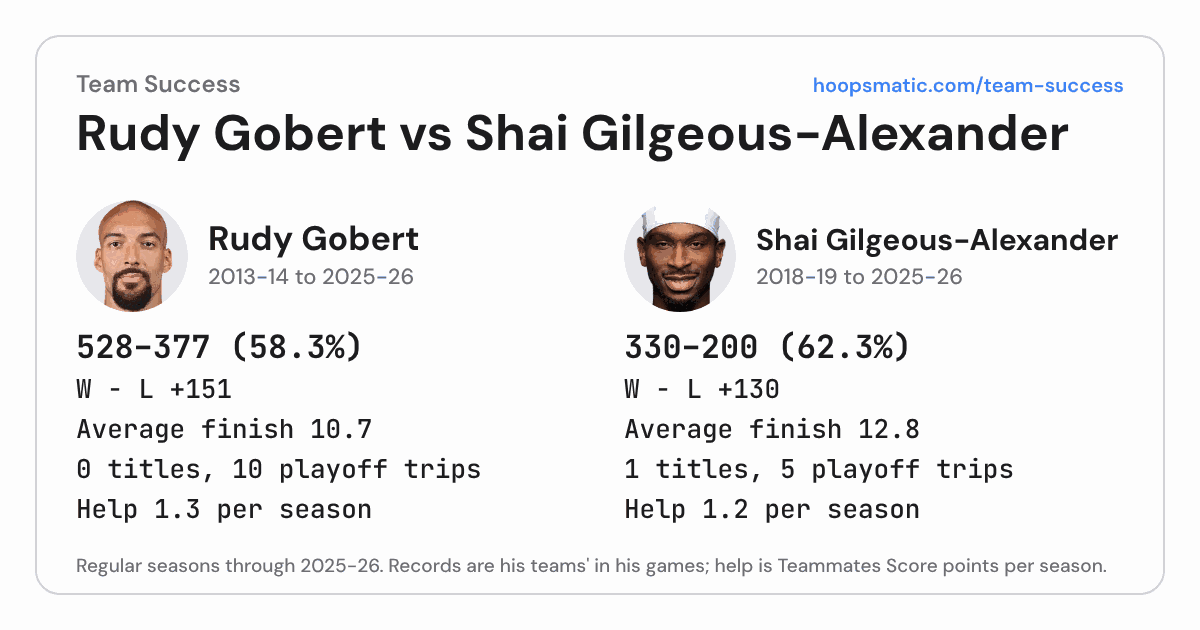 Team Success
hoopsmatic.com/team-success
Rudy Gobert vs Shai Gilgeous-Alexander
Rudy Gobert
2013-14 to 2025-26
528-377 (58.3%)
W - L +151
Average finish 10.7
0 titles, 10 playoff trips
Help 1.3 per season
Shai Gilgeous-Alexander
2018-19 to 2025-26
330-200 (62.3%)
W - L +130
Average finish 12.8
1 titles, 5 playoff trips
Help 1.2 per season
Regular seasons through 2025-26. Records are his teams' in his games; help is Teammates Score points per season.